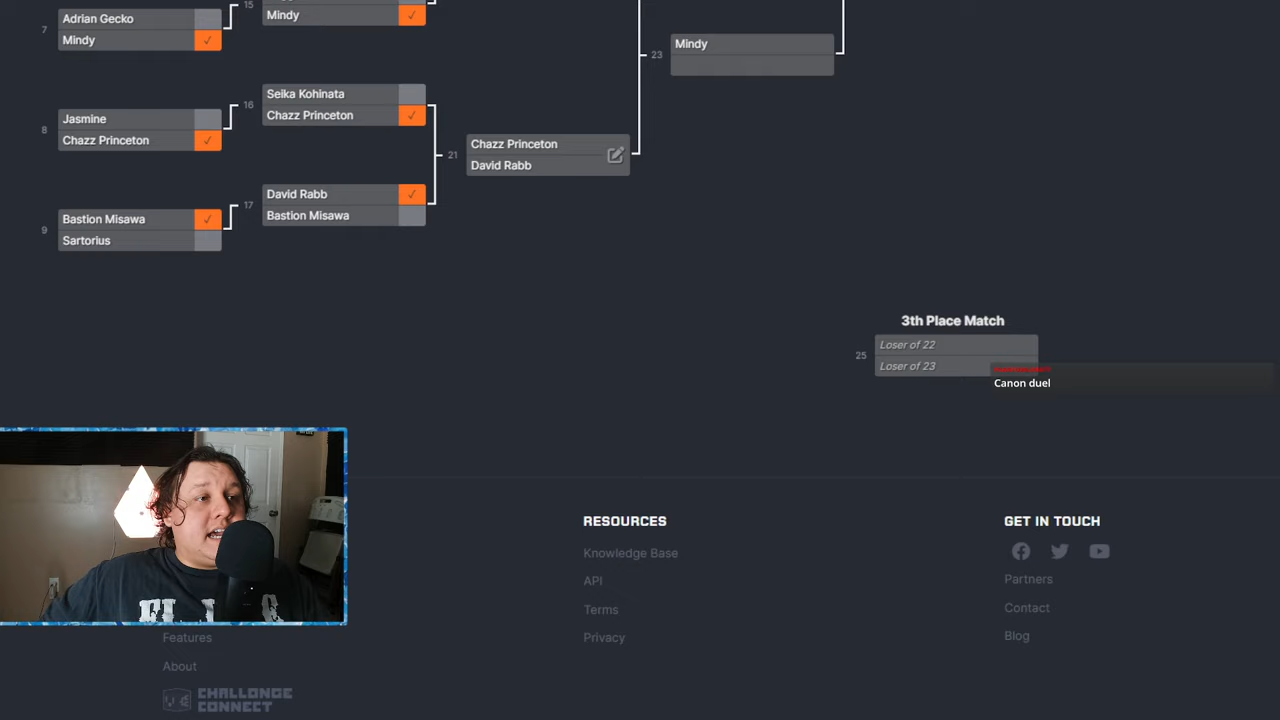 7
Adrian Gecko
Mindy ✓
15
Mindy ✓
23
Mindy
8
Jasmine
Chazz Princeton ✓
16
Seika Kohinata
Chazz Princeton ✓
21
Chazz Princeton
David Rabb
9
Bastion Misawa ✓
Sartorius
17
David Rabb ✓
Bastion Misawa
3th Place Match
25
Loser of 22
Loser of 23
Canon duel
RESOURCES
Knowledge Base
API
Terms
Privacy
GET IN TOUCH
Partners
Contact
Blog
Features
About
CHALLONGE
CONNECT